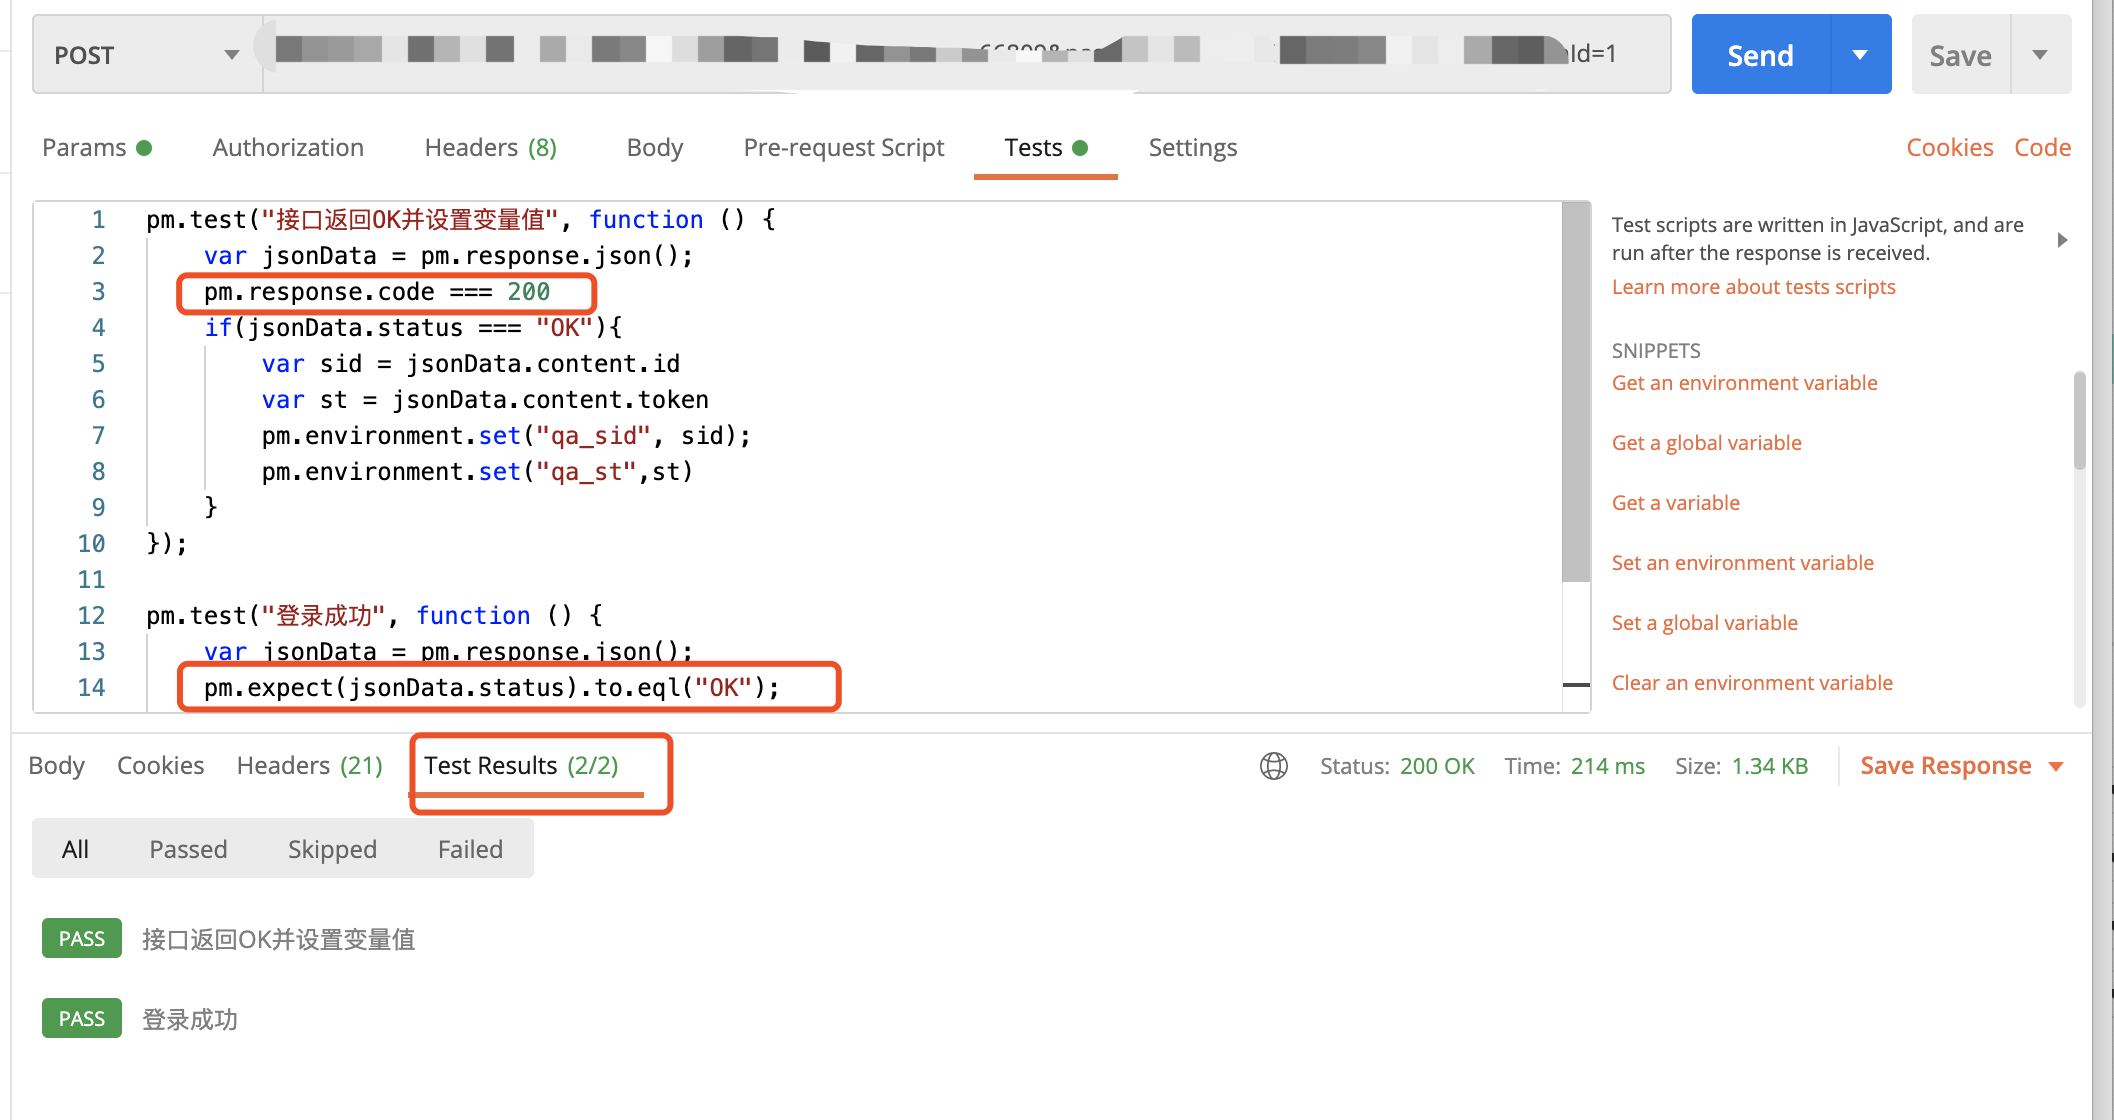 POST
Id=1
Send
Save
Params
Authorization
Headers (8)
Body
Pre-request Script
Tests
Settings
Cookies
Code
1 pm.test("接口返回OK并设置变量值", function () {
2 var jsonData = pm.response.json();
3 pm.response.code === 200
4 if(jsonData.status === "OK"){
5 var sid = jsonData.content.id
6 var st = jsonData.content.token
7 pm.environment.set("qa_sid", sid);
8 pm.environment.set("qa_st",st)
9 }
10 });
11
12 pm.test("登录成功", function () {
13 var jsonData = pm.response.json();
14 pm.expect(jsonData.status).to.eql("OK");
Test scripts are written in JavaScript, and are
run after the response is received.
Learn more about tests scripts
SNIPPETS
Get an environment variable
Get a global variable
Get a variable
Set an environment variable
Set a global variable
Clear an environment variable
Body
Cookies
Headers (21)
Test Results (2/2)
Status: 200 OK
Time: 214 ms
Size: 1.34 KB
Save Response
All
Passed
Skipped
Failed
PASS 接口返回OK并设置变量值
PASS 登录成功